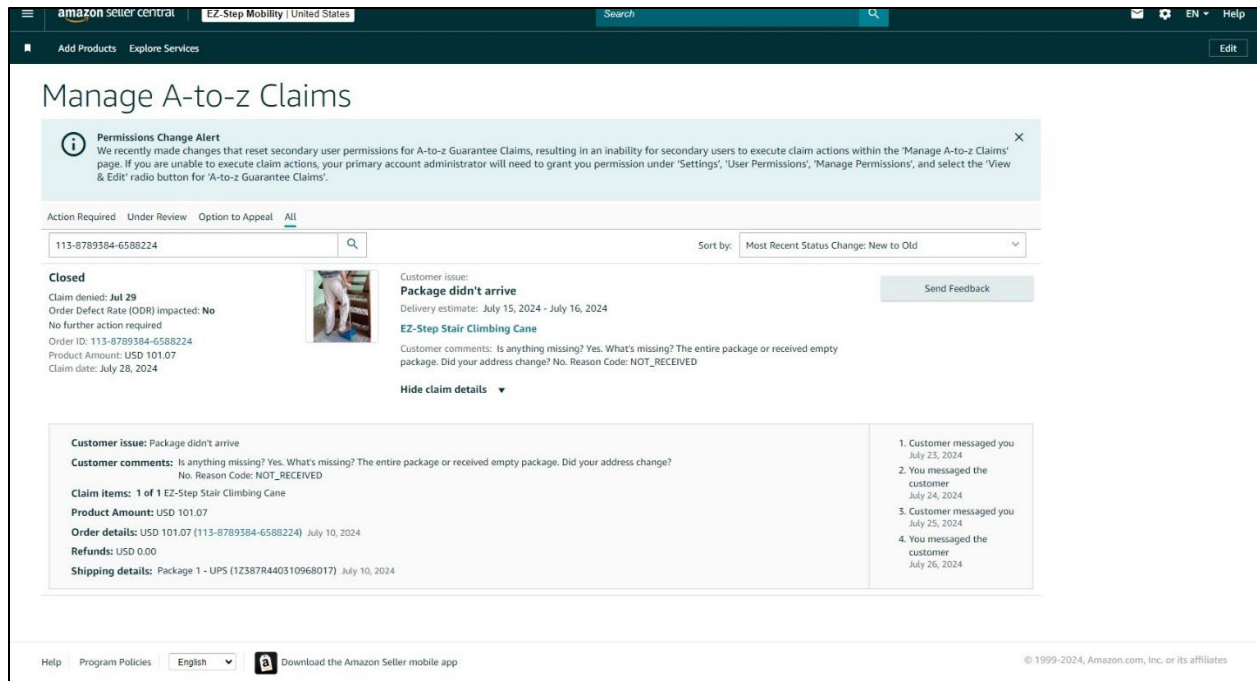 amazon seller central EZ-Step Mobility | United States Search EN Help
Add Products Explore Services Edit
Manage A-to-z Claims
Permissions Change Alert
We recently made changes that reset secondary user permissions for A-to-z Guarantee Claims, resulting in an inability for secondary users to execute claim actions within the 'Manage A-to-z Claims'
page. If you are unable to execute claim actions, your primary account administrator will need to grant you permission under 'Settings', 'User Permissions', 'Manage Permissions', and select the 'View
& Edit' radio button for 'A-to-z Guarantee Claims'.
Action Required Under Review Option to Appeal All
113-8789384-6588224 Sort by: Most Recent Status Change: New to Old
Closed
Claim denied: Jul 29
Order Defect Rate (ODR) impacted: No
No further action required
Order ID: 113-8789384-6588224
Product Amount: USD 101.07
Claim date: July 28, 2024
Customer issue:
Package didn't arrive
Delivery estimate: July 15, 2024 - July 16, 2024
EZ-Step Stair Climbing Cane
Customer comments: Is anything missing? Yes. What's missing? The entire package or received empty
package. Did your address change? No. Reason Code: NOT_RECEIVED
Hide claim details
Send Feedback
Customer issue: Package didn't arrive
Customer comments: Is anything missing? Yes. What's missing? The entire package or received empty package. Did your address change?
No. Reason Code: NOT_RECEIVED
Claim items: 1 of 1 EZ-Step Stair Climbing Cane
Product Amount: USD 101.07
Order details: USD 101.07 (113-8789384-6588224) July 10, 2024
Refunds: USD 0.00
Shipping details: Package 1 - UPS (1Z387R440310968017) July 10, 2024
1. Customer messaged you
July 23, 2024
2. You messaged the
customer
July 24, 2024
3. Customer messaged you
July 25, 2024
4. You messaged the
customer
July 26, 2024
Help Program Policies English a Download the Amazon Seller mobile app © 1999-2024, Amazon.com, Inc. or its affiliates